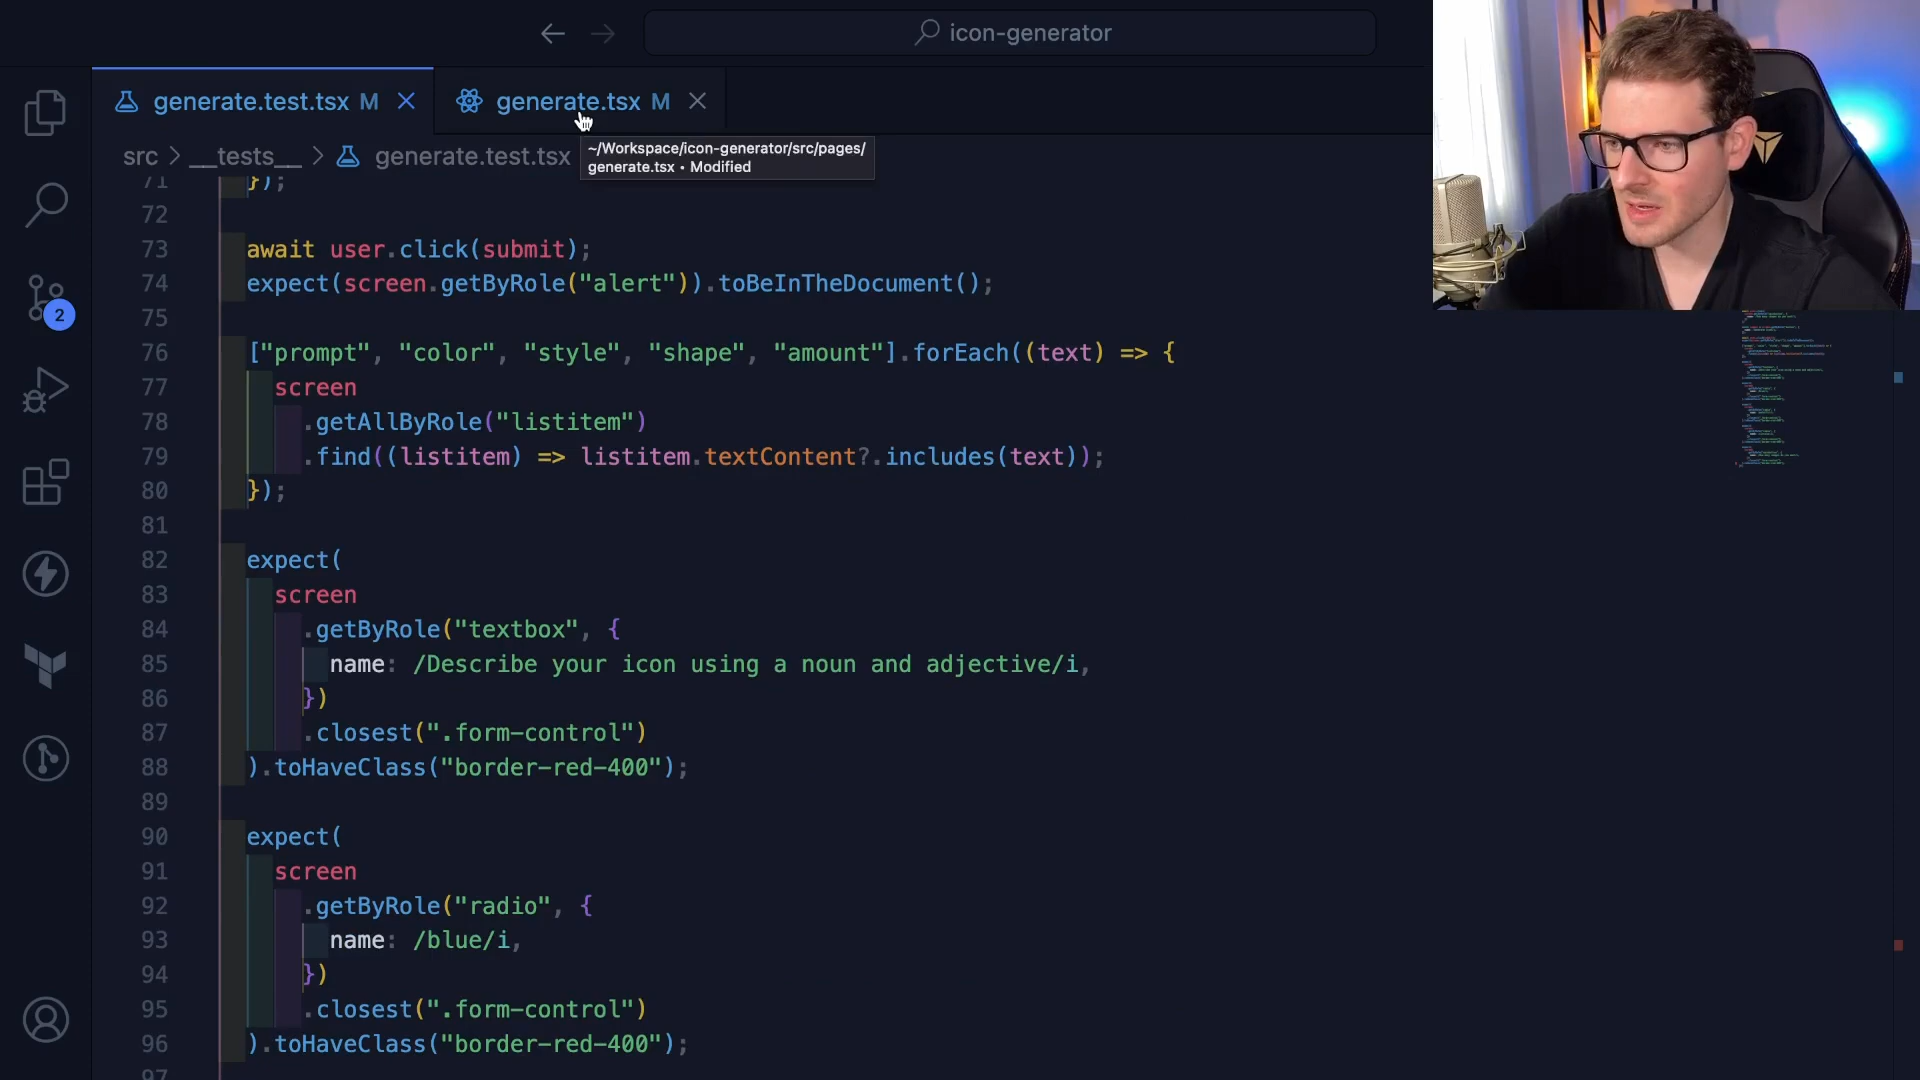 icon-generator
generate.test.tsx M
generate.tsx M
src > __tests__ > generate.test.tsx
~/Workspace/icon-generator/src/pages/
generate.tsx • Modified
71 });
72
73 await user.click(submit);
74 expect(screen.getByRole("alert")).toBeInTheDocument();
75
76 ["prompt", "color", "style", "shape", "amount"].forEach((text) => {
77 screen
78 .getAllByRole("listitem")
79 .find((listitem) => listitem.textContent?.includes(text));
80 });
81
82 expect(
83 screen
84 .getByRole("textbox", {
85 name: /Describe your icon using a noun and adjective/i,
86 })
87 .closest(".form-control")
88 ).toHaveClass("border-red-400");
89
90 expect(
91 screen
92 .getByRole("radio", {
93 name: /blue/i,
94 })
95 .closest(".form-control")
96 ).toHaveClass("border-red-400");
97
2